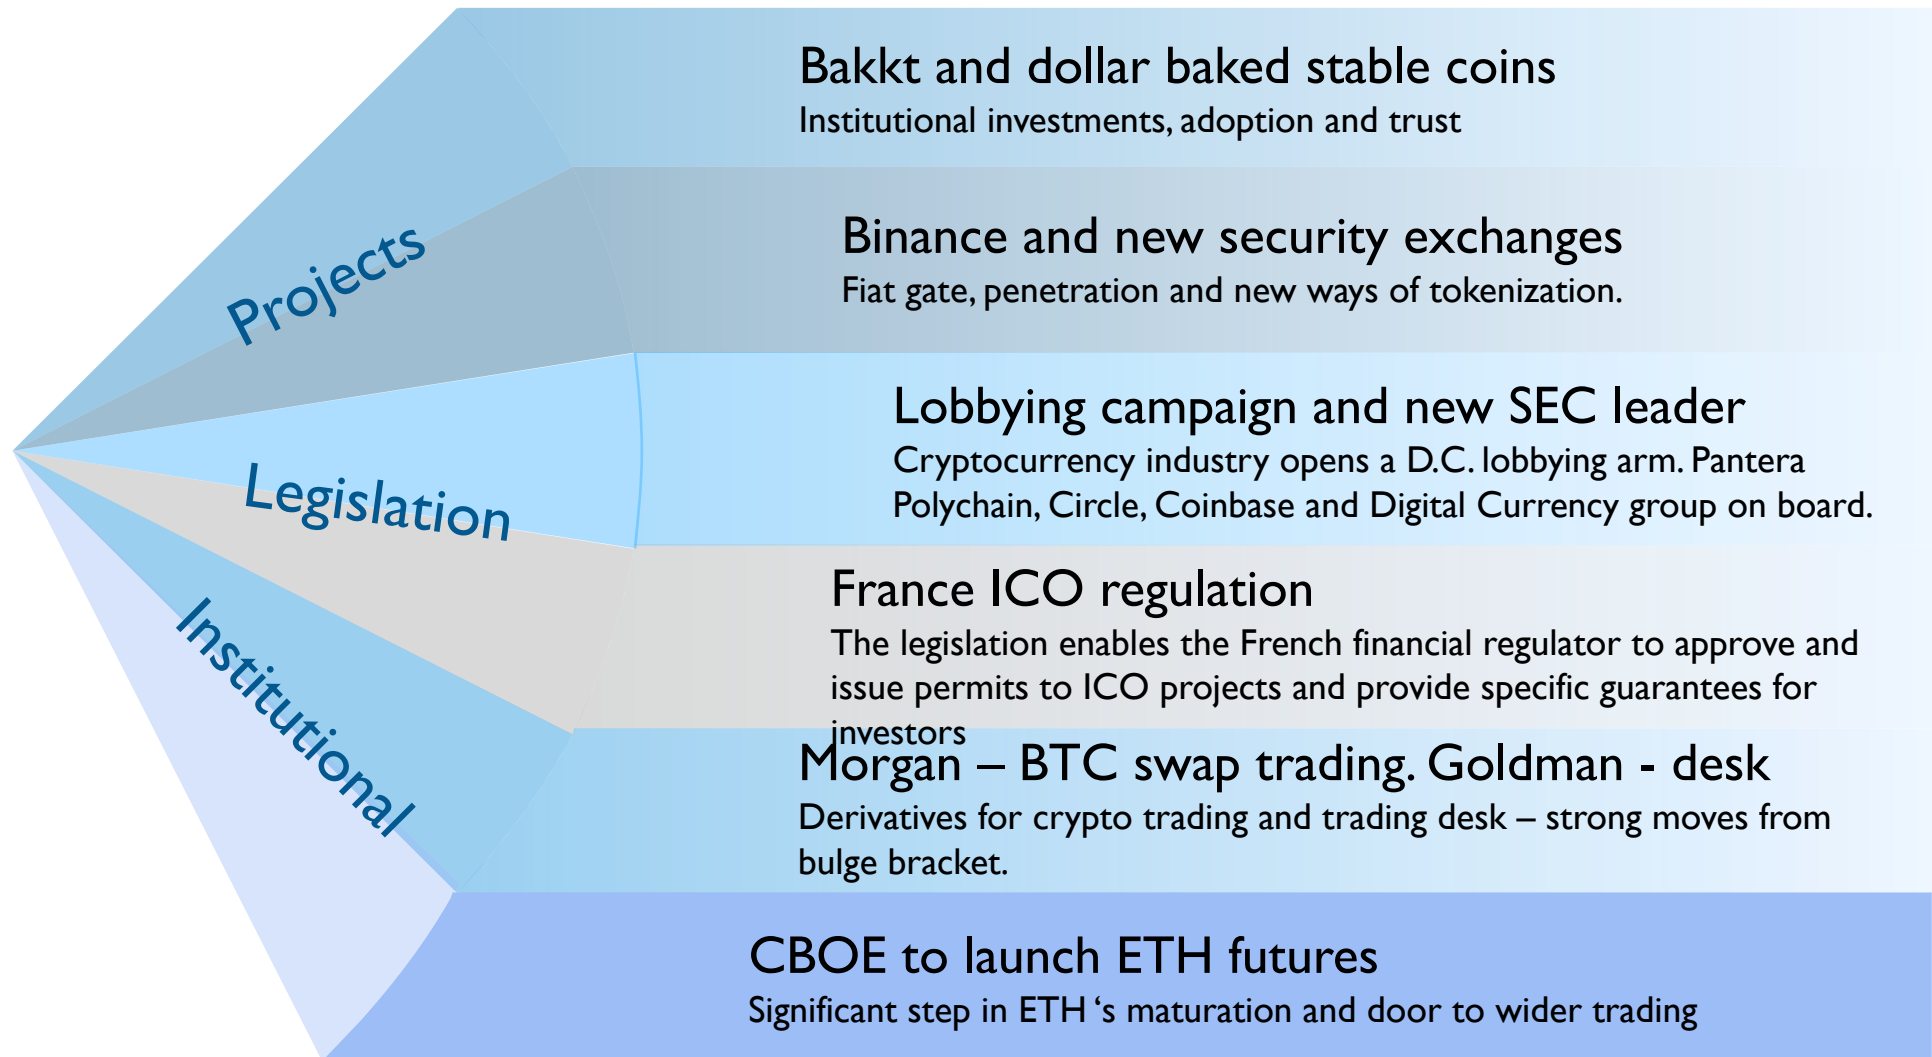 Projects
Legislation
Institutional
Bakkt and dollar baked stable coins
Institutional investments, adoption and trust
Binance and new security exchanges
Fiat gate, penetration and new ways of tokenization.
Lobbying campaign and new SEC leader
Cryptocurrency industry opens a D.C. lobbying arm. Pantera
Polychain, Circle, Coinbase and Digital Currency group on board.
France ICO regulation
The legislation enables the French financial regulator to approve and
issue permits to ICO projects and provide specific guarantees for
investors
Morgan – BTC swap trading. Goldman - desk
Derivatives for crypto trading and trading desk – strong moves from
bulge bracket.
CBOE to launch ETH futures
Significant step in ETH ‘s maturation and door to wider trading